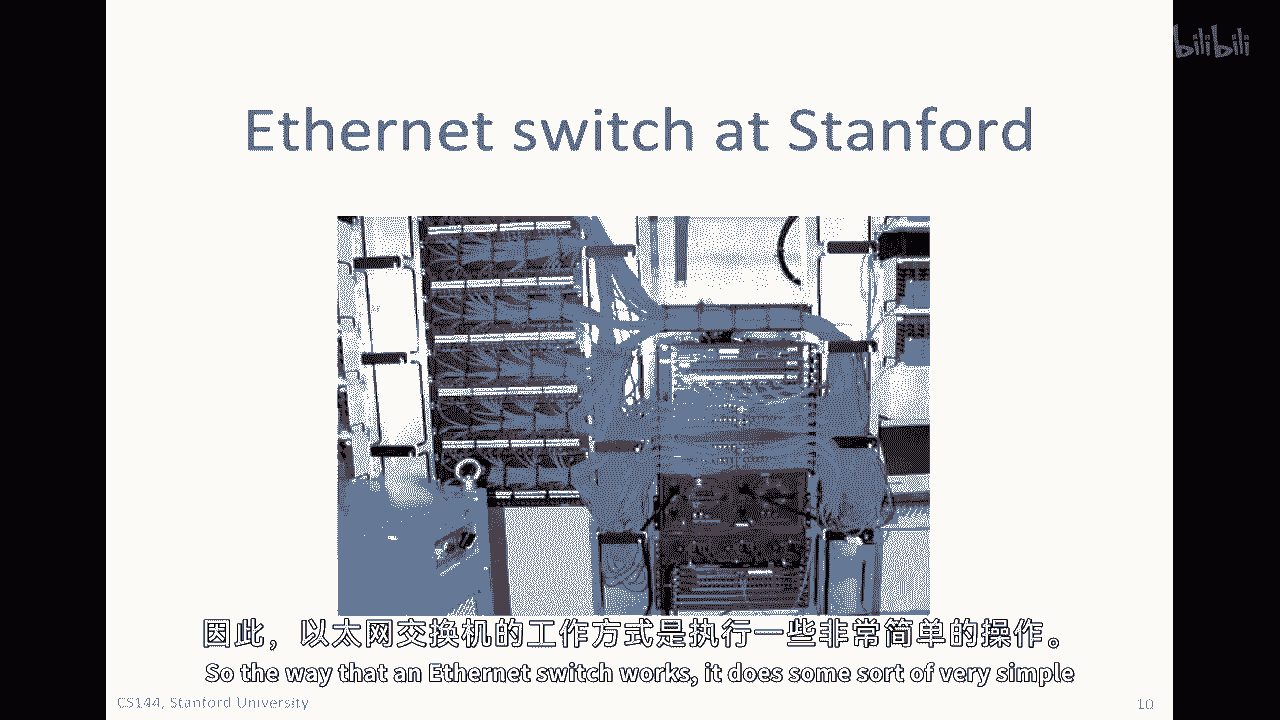 bilibili
Ethernet switch at Stanford
因此，以太网交换机的工作方式是执行一些非常简单的操作。
So the way that an Ethernet switch works, it does some sort of very simple
CS144, Stanford University
10